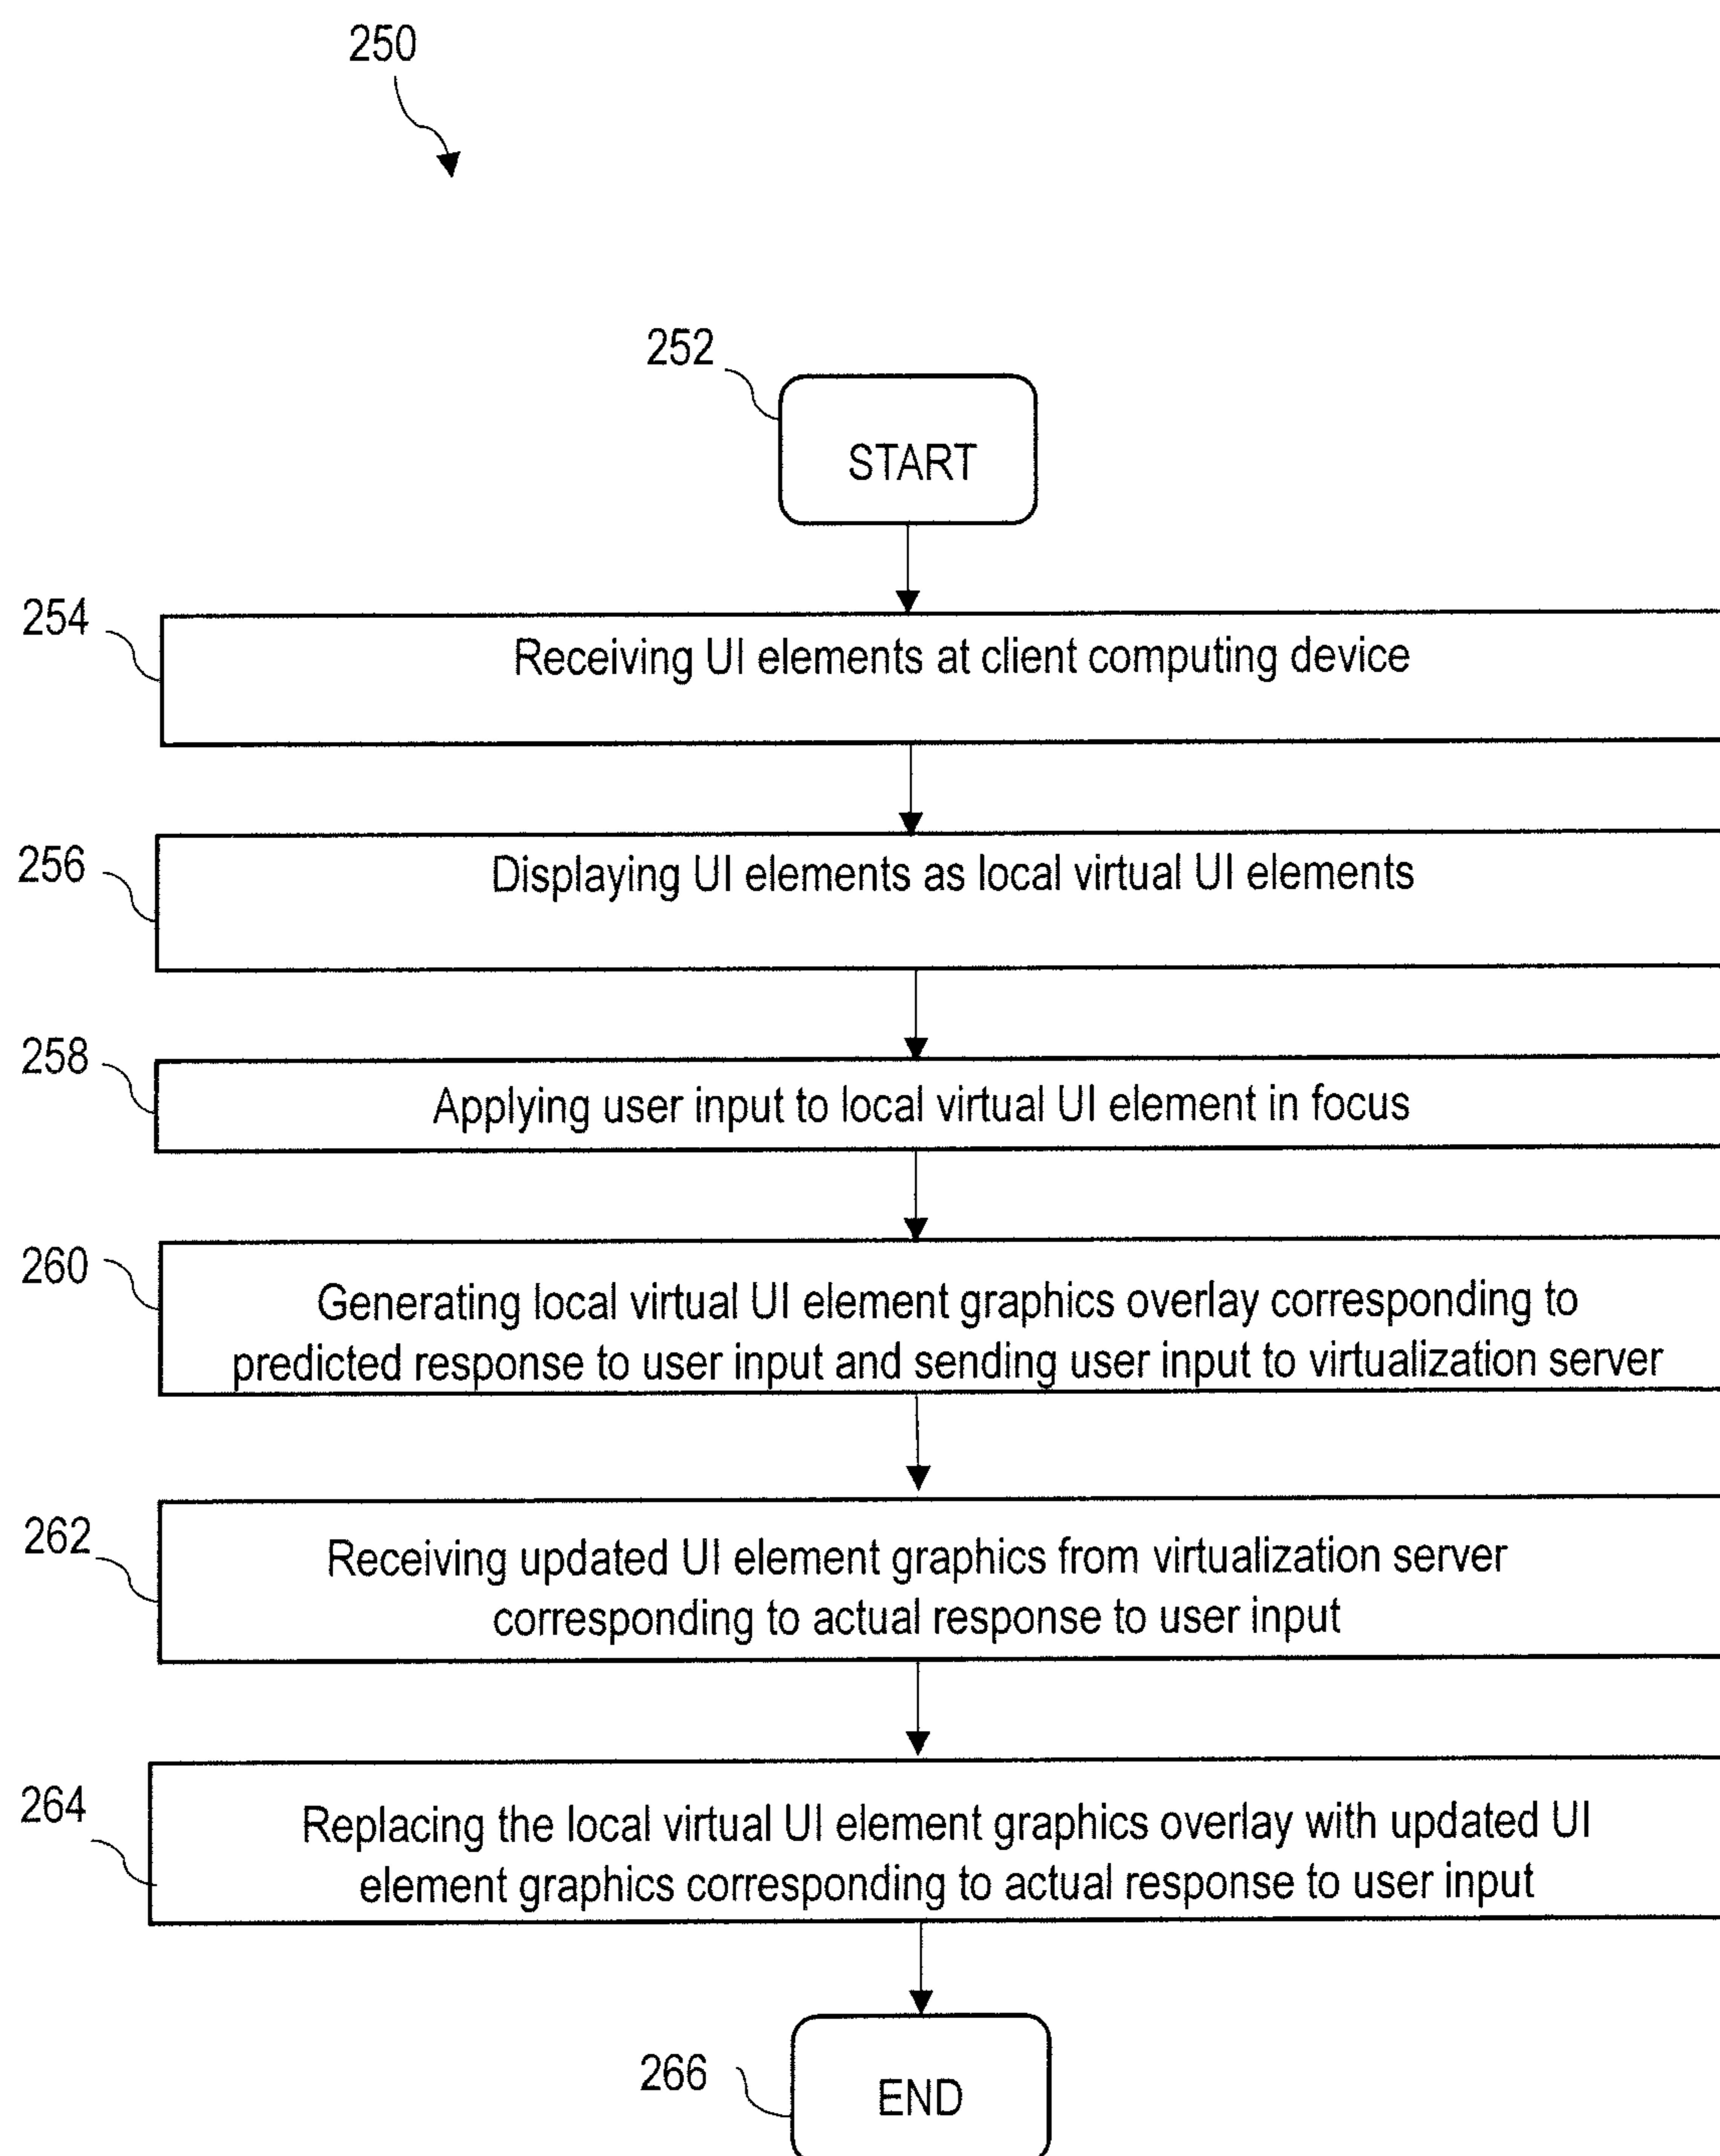 250
252
START
254
Receiving UI elements at client computing device
256
Displaying UI elements as local virtual UI elements
258
Applying user input to local virtual UI element in focus
260
Generating local virtual UI element graphics overlay corresponding to
predicted response to user input and sending user input to virtualization server
262
Receiving updated UI element graphics from virtualization server
corresponding to actual response to user input
264
Replacing the local virtual UI element graphics overlay with updated UI
element graphics corresponding to actual response to user input
266
END